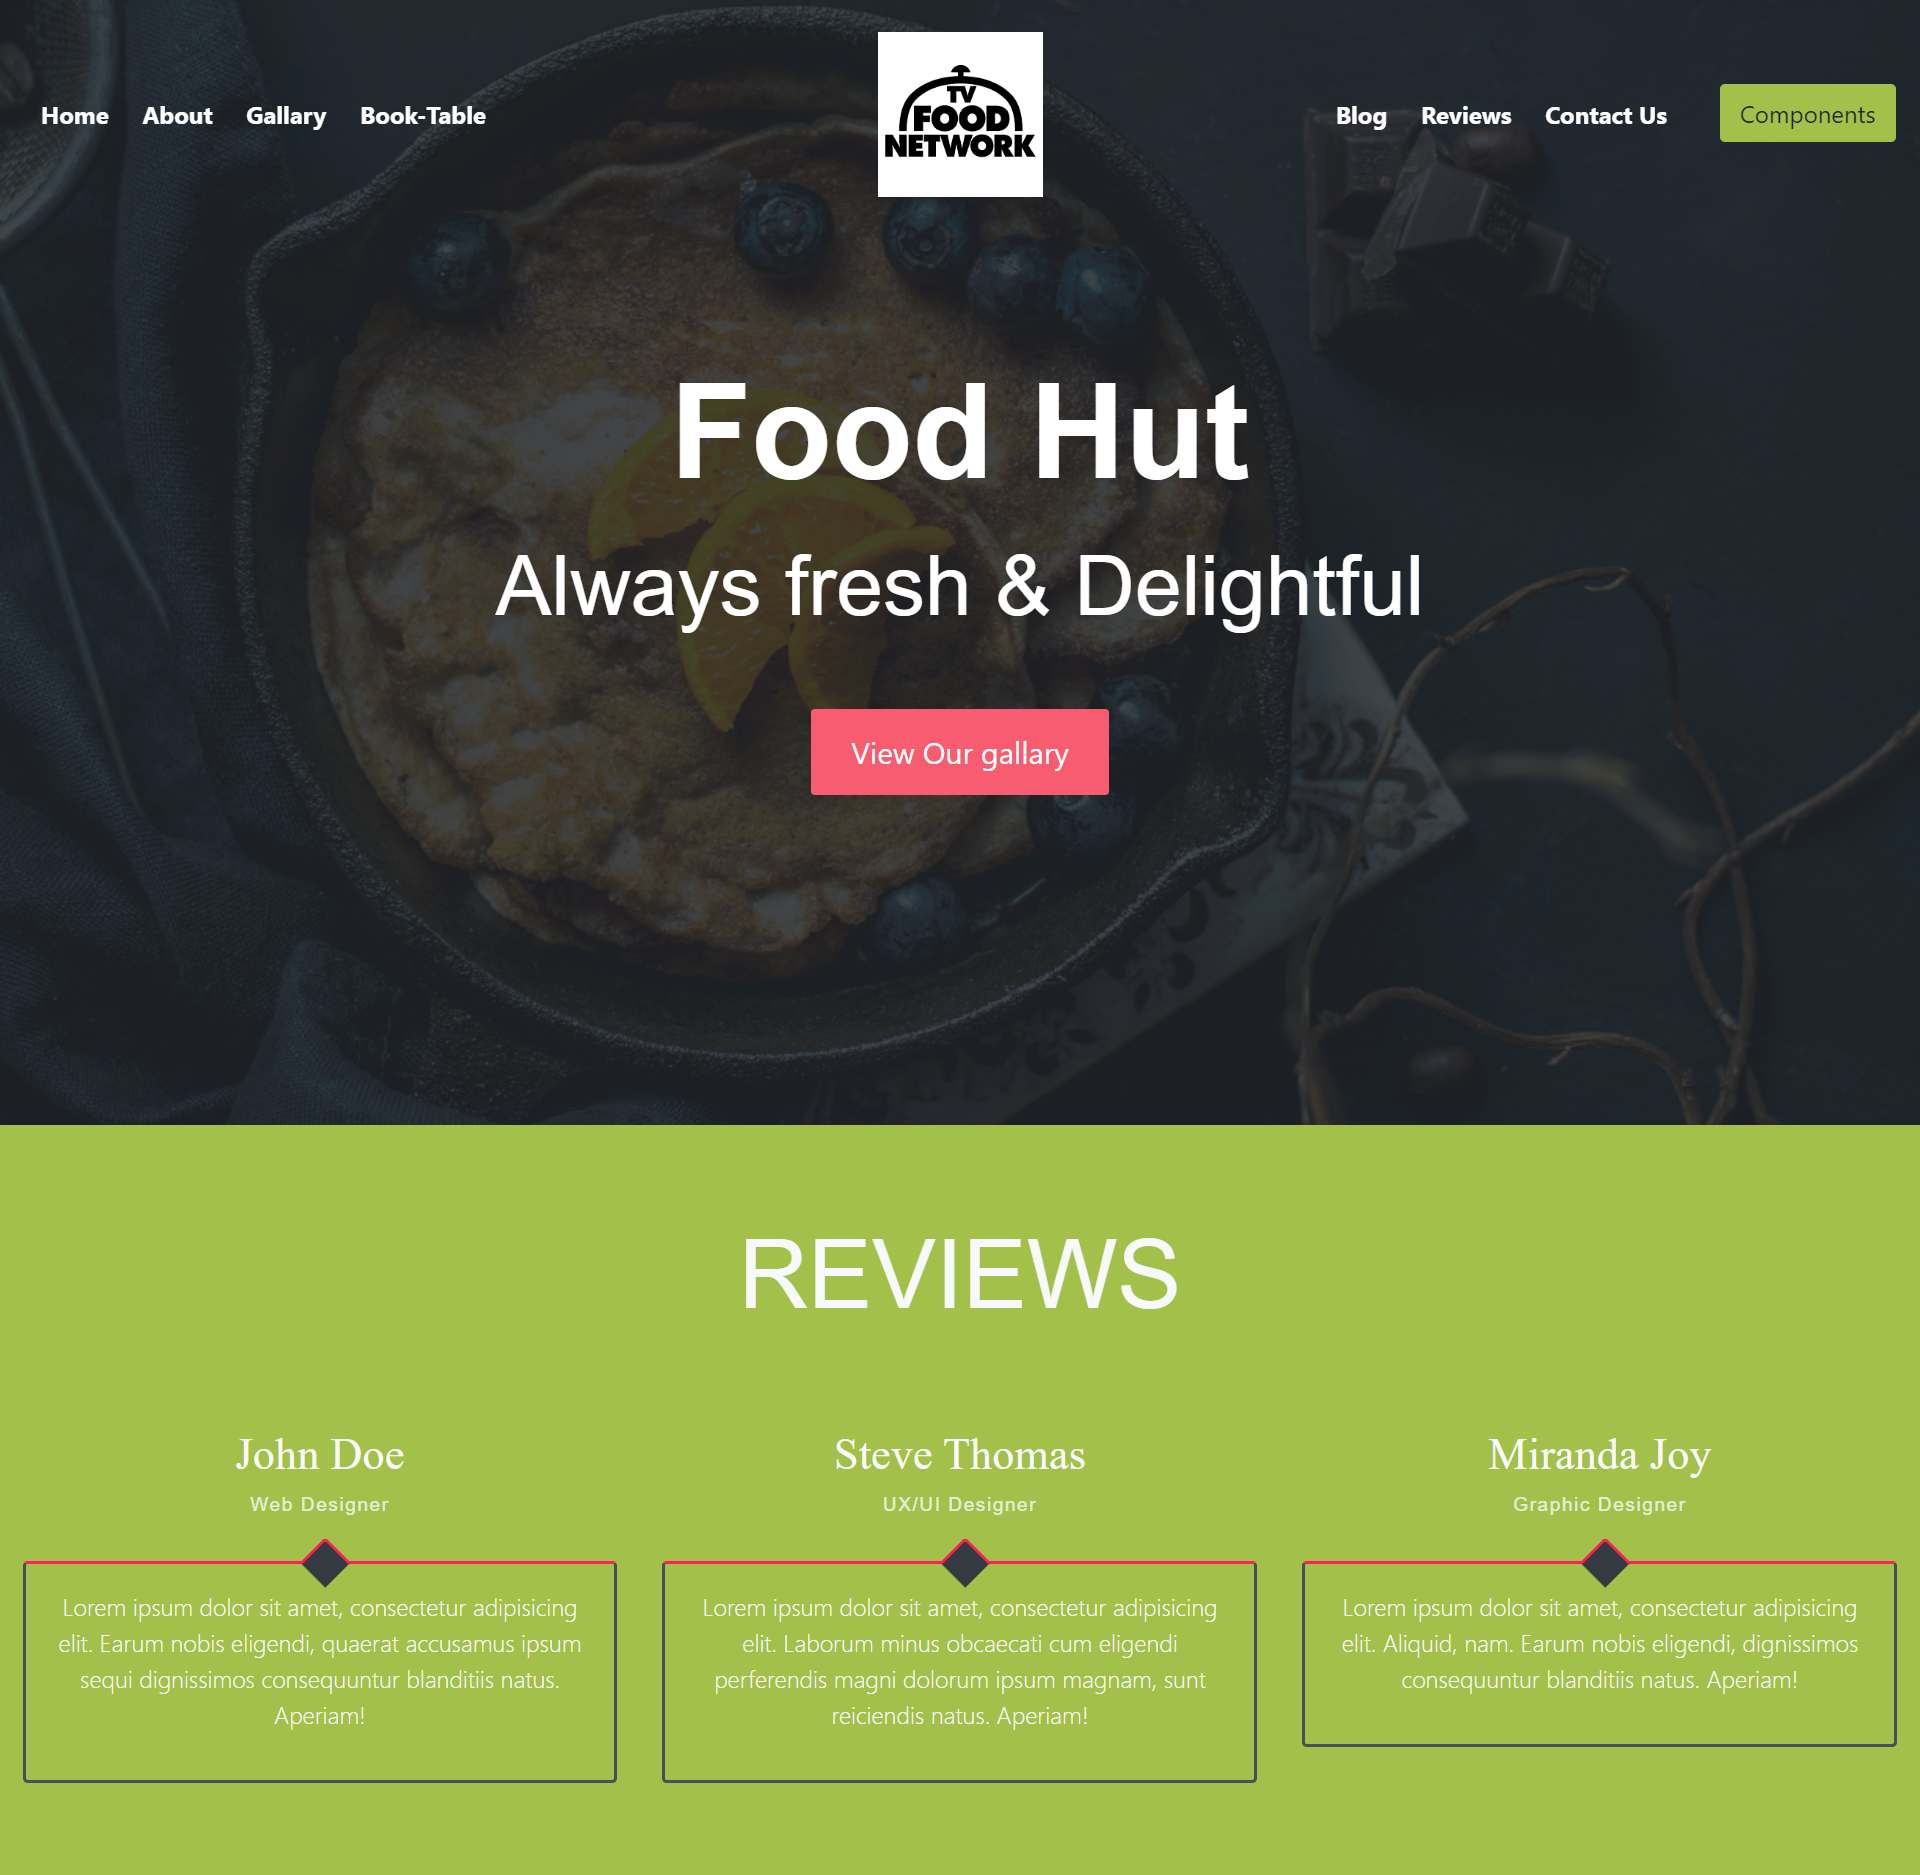 Home About Gallary Book-Table
TV
FOOD
NETWORK
Blog Reviews Contact Us Components
Food Hut
Always fresh & Delightful
View Our gallary
REVIEWS
John Doe
Web Designer
Lorem ipsum dolor sit amet, consectetur adipisicing
elit. Earum nobis eligendi, quaerat accusamus ipsum
sequi dignissimos consequuntur blanditiis natus.
Aperiam!
Steve Thomas
UX/UI Designer
Lorem ipsum dolor sit amet, consectetur adipisicing
elit. Laborum minus obcaecati cum eligendi
perferendis magni dolorum ipsum magnam, sunt
reiciendis natus. Aperiam!
Miranda Joy
Graphic Designer
Lorem ipsum dolor sit amet, consectetur adipisicing
elit. Aliquid, nam. Earum nobis eligendi, dignissimos
consequuntur blanditiis natus. Aperiam!